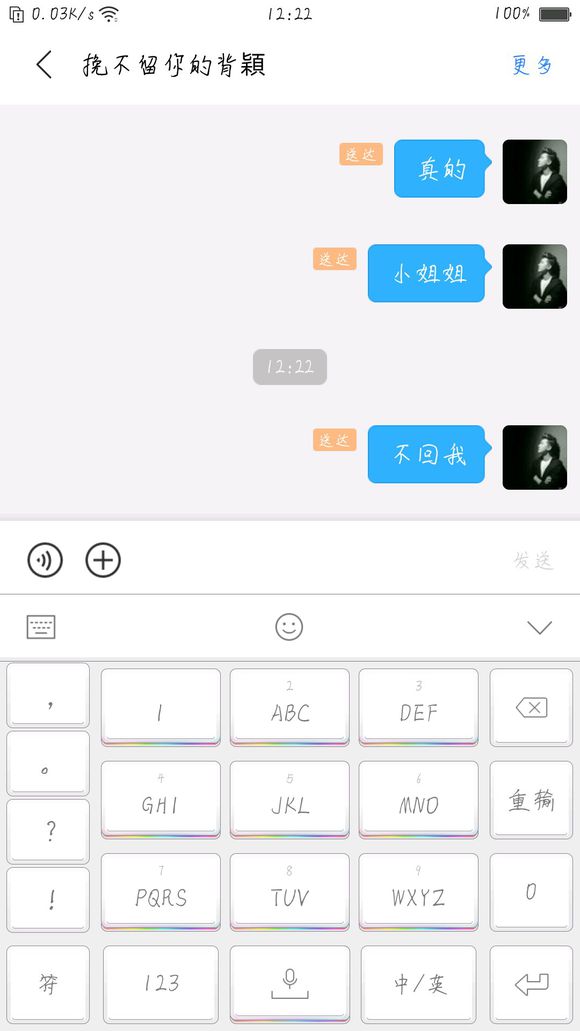 0.03K/s 12:22 100%
挽不留你的背穎 更多
送达 真的
送达 小姐姐
12:22
送达 不回我
发送
, 1 2 ABC 3 DEF
。 4 GHI 5 JKL 6 MNO 重输
? 7 PQRS 8 TUV 9 WXYZ 0
!
符 123 中/英